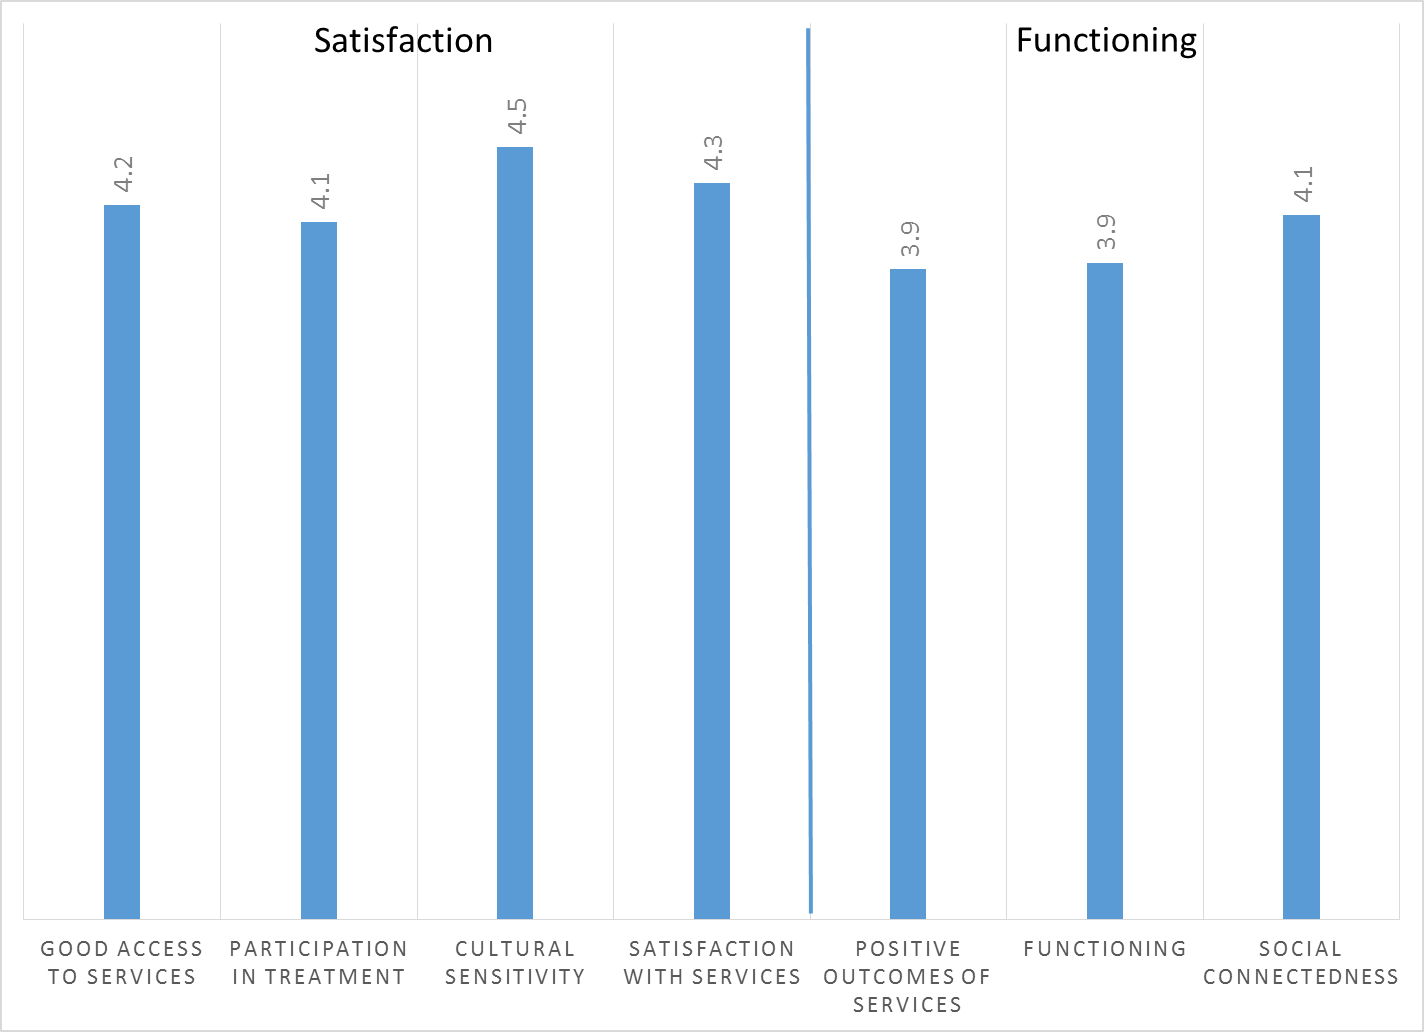 Satisfaction
Functioning
4.2
4.1
4.5
4.3
3.9
3.9
4.1
GOOD ACCESS
TO SERVICES
PARTICIPATION
IN TREATMENT
CULTURAL
SENSITIVITY
SATISFACTION
WITH SERVICES
POSITIVE
OUTCOMES OF
SERVICES
FUNCTIONING
SOCIAL
CONNECTEDNESS